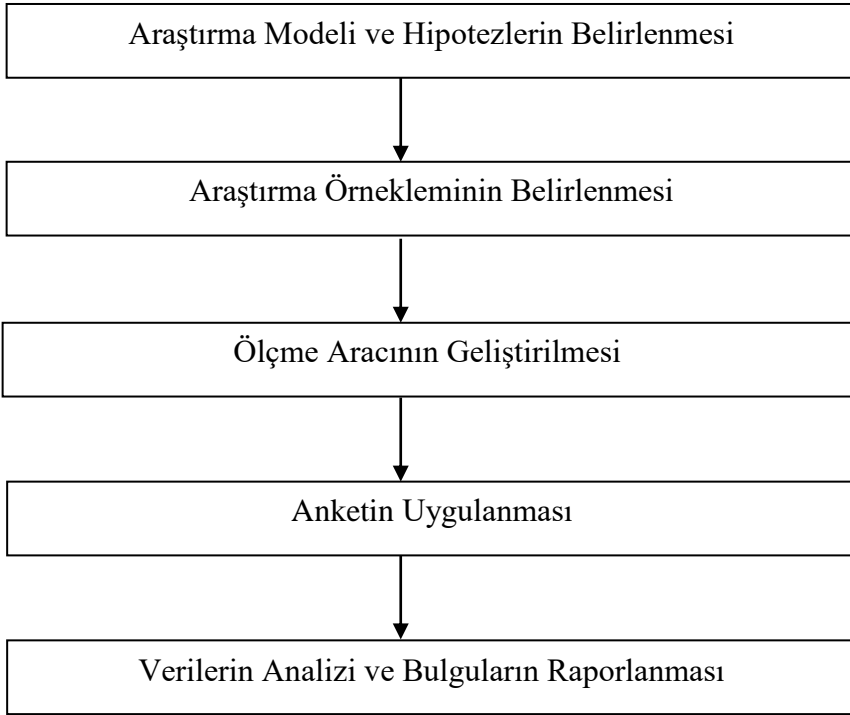 Araştırma Modeli ve Hipotezlerin Belirlenmesi
Araştırma Örnekleminin Belirlenmesi
Ölçme Aracının Geliştirilmesi
Anketin Uygulanması
Verilerin Analizi ve Bulguların Raporlanması